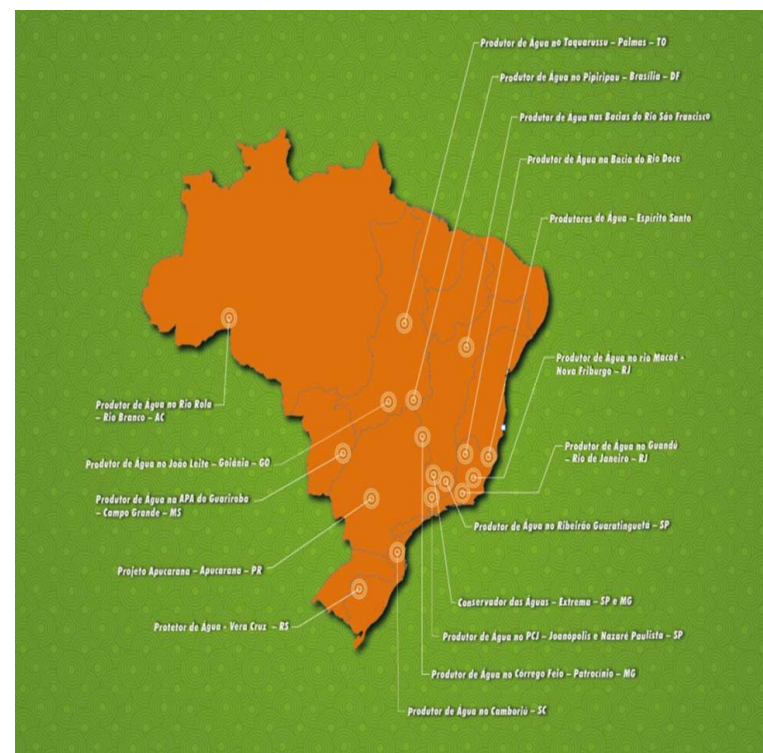 Produtor de Água no Taquarussu – Palmas – TO
Produtor de Água no Pipiripau – Brasília – DF
Produtor de Água nas Bacias do Rio São Francisco
Produtor de Água na Bacia do Rio Doce
Produtores de Água – Espírito Santo
Produtor de Água no rio Macaé -
Nova Friburgo – RJ
Produtor de Água no Rio Rola
– Rio Branco – AC
Produtor de Água no Guandú
– Rio de Janeiro – RJ
Produtor de Água no João Leite – Goiânia – GO
Produtor de Água na APA do Guariroba
– Campo Grande – MS
Produtor de Água no Ribeirão Guaratinguetá – SP
Projeto Apucarana – Apucarana – PR
Conservador das Águas – Extrema – SP e MG
Protetor de Água - Vera Cruz – RS
Produtor de Água no PCJ – Joanópolis e Nazaré Paulista – SP
Produtor de Água no Córrego Feio – Patrocínio – MG
Produtor de Água no Camboriú – SC